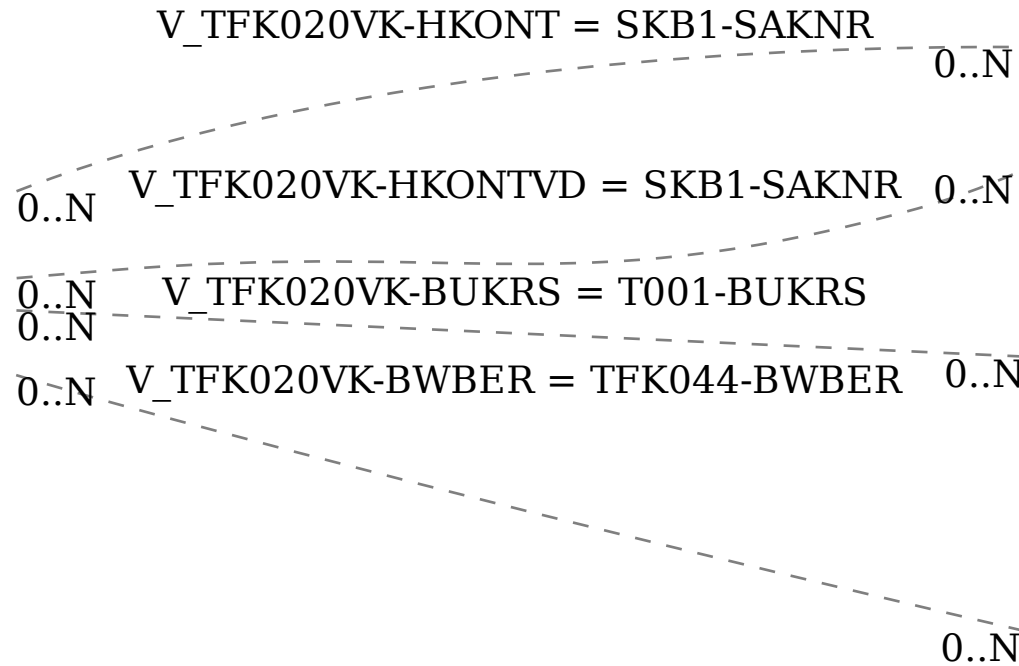 V_TFK020VK-HKONT = SKB1-SAKNR
0..N
0..N
V_TFK020VK-HKONTVD = SKB1-SAKNR
0..N
0..N
V_TFK020VK-BUKRS = T001-BUKRS
0..N
0..N
0..N
V_TFK020VK-BWBER = TFK044-BWBER
0..N
0..N